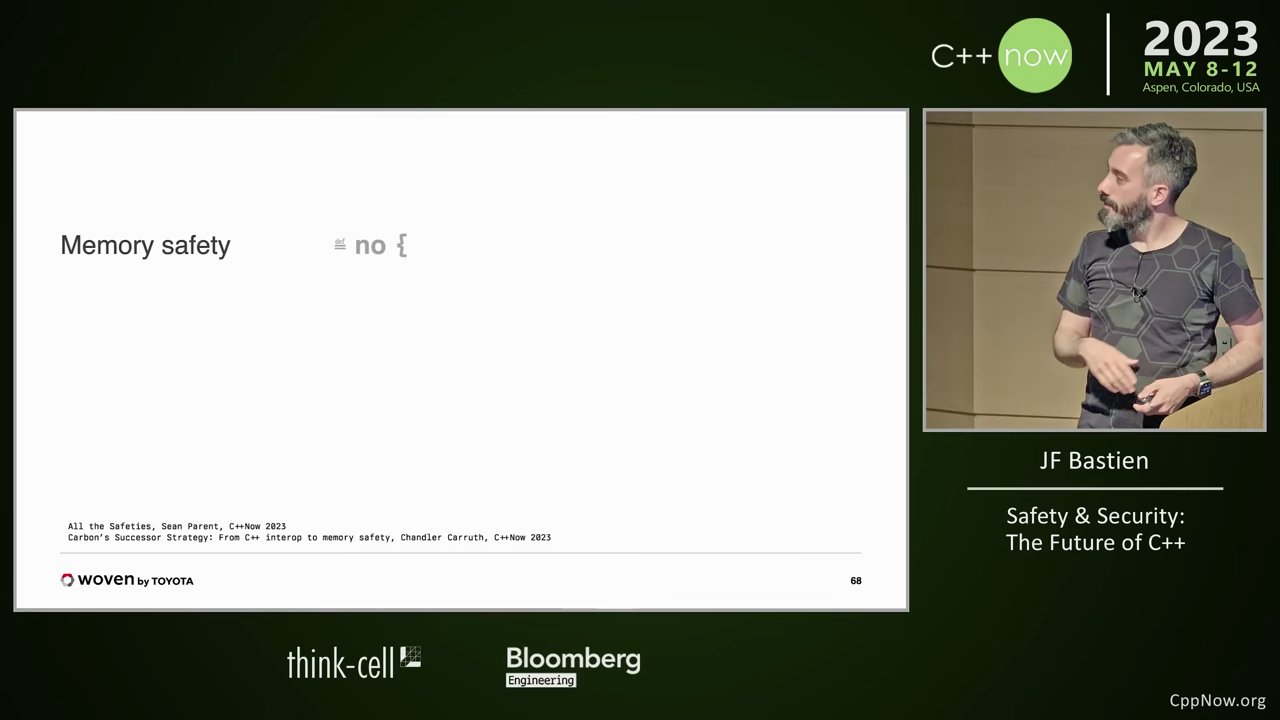 C++ now
2023
MAY 8-12
Aspen, Colorado, USA
Memory safety ≝ no {
All the Safeties, Sean Parent, C++Now 2023
Carbon's Successor Strategy: From C++ interop to memory safety, Chandler Carruth, C++Now 2023
woven by TOYOTA
68
JF Bastien
Safety & Security:
The Future of C++
think-cell
Bloomberg
Engineering
CppNow.org